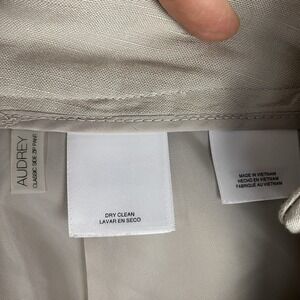 AUDREY
CLASSIC SIDE ZIP PANT
DRY CLEAN
LAVAR EN SECO
MADE IN VIETNAM
HECHO EN VIETNAM
FABRIQUÉ AU VIETNAM